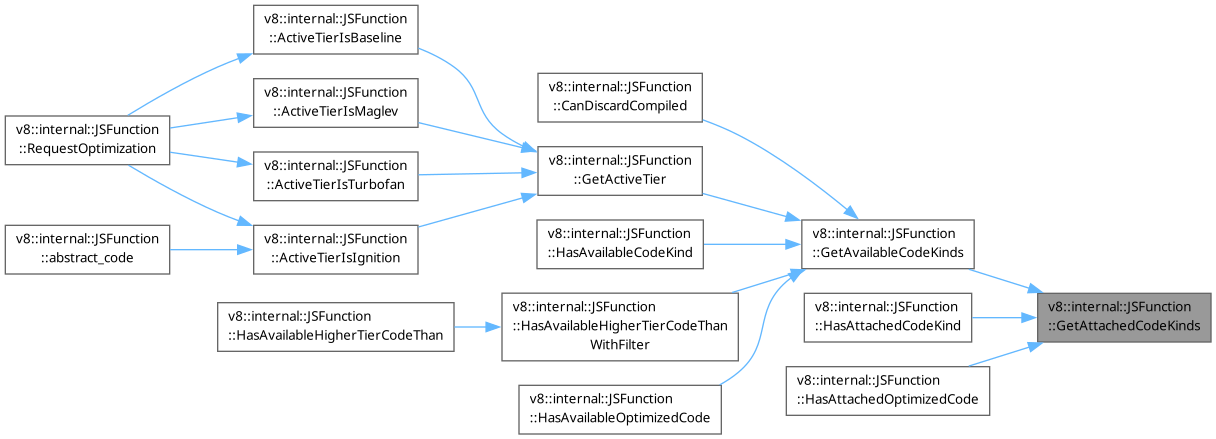 v8::internal::JSFunction
::ActiveTierIsBaseline
v8::internal::JSFunction
::CanDiscardCompiled
v8::internal::JSFunction
::ActiveTierIsMaglev
v8::internal::JSFunction
::RequestOptimization
v8::internal::JSFunction
::GetActiveTier
v8::internal::JSFunction
::ActiveTierIsTurbofan
v8::internal::JSFunction
::abstract_code
v8::internal::JSFunction
::ActiveTierIsIgnition
v8::internal::JSFunction
::HasAvailableCodeKind
v8::internal::JSFunction
::GetAvailableCodeKinds
v8::internal::JSFunction
::HasAvailableHigherTierCodeThan
v8::internal::JSFunction
::HasAvailableHigherTierCodeThan
WithFilter
v8::internal::JSFunction
::HasAttachedCodeKind
v8::internal::JSFunction
::GetAttachedCodeKinds
v8::internal::JSFunction
::HasAvailableOptimizedCode
v8::internal::JSFunction
::HasAttachedOptimizedCode